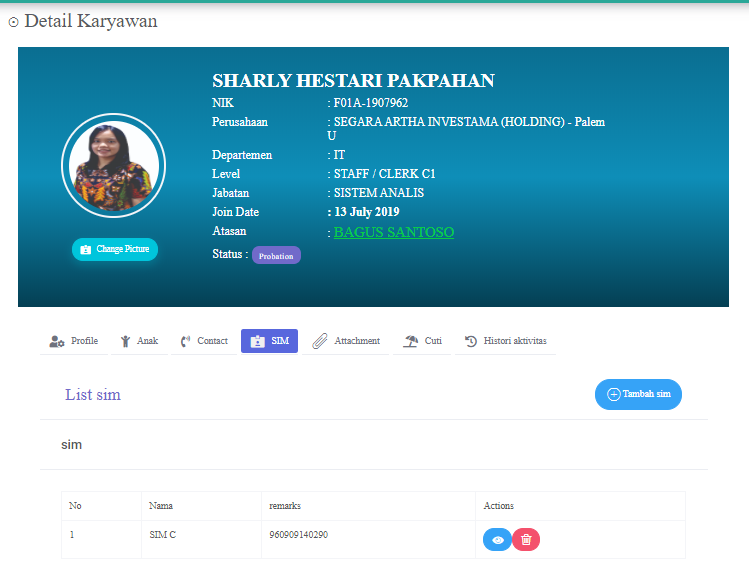 Detail Karyawan
SHARLY HESTARI PAKPAHAN
NIK : F01A-1907962
Perusahaan : SEGARA ARTHA INVESTAMA (HOLDING) - Palem
U
Departemen : IT
Level : STAFF / CLERK C1
Jabatan : SISTEM ANALIS
Join Date : 13 July 2019
Atasan : BAGUS SANTOSO
Change Picture
Status : Probation
Profile Anak Contact SIM Attachment Cuti Histori aktivitas
List sim Tambah sim
sim
No Nama remarks Actions
1 SIM C 960909140290